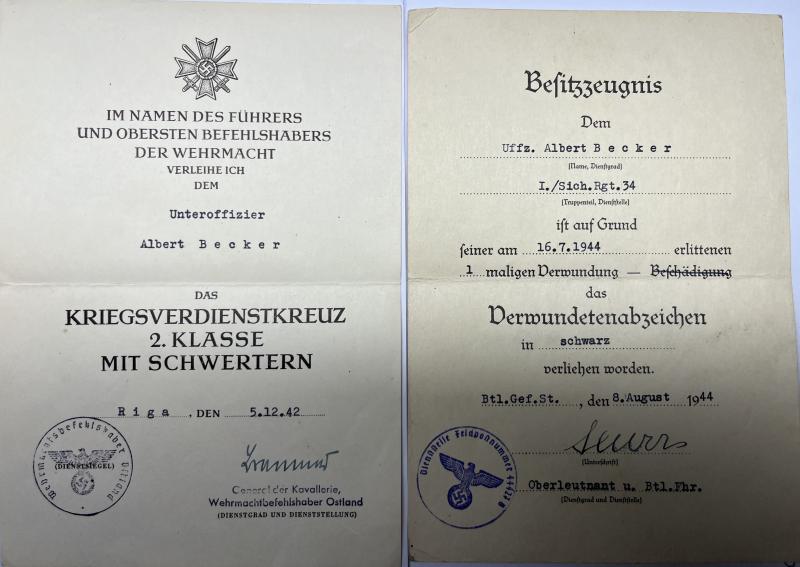 IM NAMEN DES FÜHRERS
UND OBERSTEN BEFEHLSHABERS
DER WEHRMACHT
VERLEIHE ICH
DEM
Unteroffizier
Albert B e c k e r
DAS
KRIEGSVERDIENSTKREUZ
2. KLASSE
MIT SCHWERTERN
R i g a , DEN 5.12.42
Wehrmachtsbefehlshaber Ostland
(DIENSTSIEGEL)
General der Kavallerie,
Wehrmachtbefehlshaber Ostland
(DIENSTGRAD UND DIENSTSTELLUNG)
Besitzzeugnis
Dem
Uffz. Albert B e c k e r
(Name, Dienstgrad)
I./Sich.Rgt.34
(Truppenteil, Dienststelle)
ist auf Grund
seiner am 16.7.1944 erlittenen
1 maligen Verwundung – Beschädigung
das
Verwundetenabzeichen
in schwarz
verliehen worden.
Btl.Gef.St. , den 8.August 1944
(Unterschrift)
Oberleutnant u. Btl.Fhr.
(Dienstgrad und Dienststelle)
Dienststelle Feldpostnummer